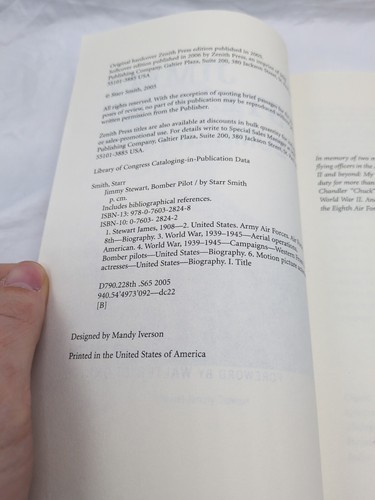 Original hardcover Zenith Press edition published in 2005
Softcover edition published in 2006 by Zenith Press, an imprint of
Publishing Company, Galtier Plaza, Suite 200, 380 Jackson Street,
55101-3885 USA
© Starr Smith, 2005
All rights reserved. With the exception of quoting brief passages for
poses of review, no part of this publication may be reproduced without
written permission from the Publisher.
Zenith Press titles are also available at discounts in bulk quantity for
or sales-promotional use. For details write to Special Sales
Publishing Company, Galtier Plaza, Suite 200, 380 Jackson Street,
55101-3885 USA.
Library of Congress Cataloging-in-Publication Data
Smith, Starr
Jimmy Stewart, Bomber Pilot / by Starr Smith
p. cm.
Includes bibliographical references.
ISBN-13: 978-0-7603-2824-8
ISBN-10: 0-7603- 2824-2
1. Stewart James, 1908—2. United States. Army Air Forces. Air
8th—Biography. 3. World War, 1939–1945—Aerial operations,
American. 4. World War, 1939–1945—Campaigns—Western
Bomber pilots—United States—Biography. 6. Motion picture
actresses—United States—Biography. I. Title
D790.228th .S65 2005
940.54'4973'092—dc22
[B]
Designed by Mandy Iverson
Printed in the United States of America
In memory of two
flying officers in the
II and beyond: My
duty for more than
Chandler "Chuck"
World War II. And
the Eighth Air For